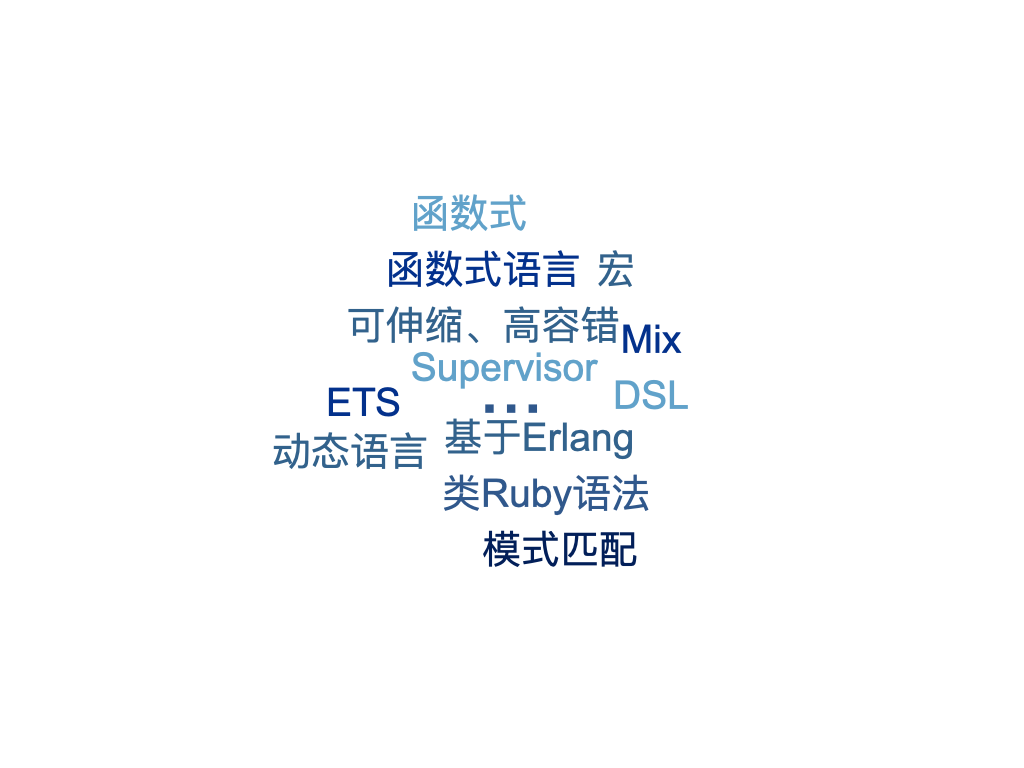 函数式
函数式语言 宏
可伸缩、高容错
Mix
Supervisor
DSL
ETS
...
基于Erlang
动态语言
类Ruby语法
模式匹配